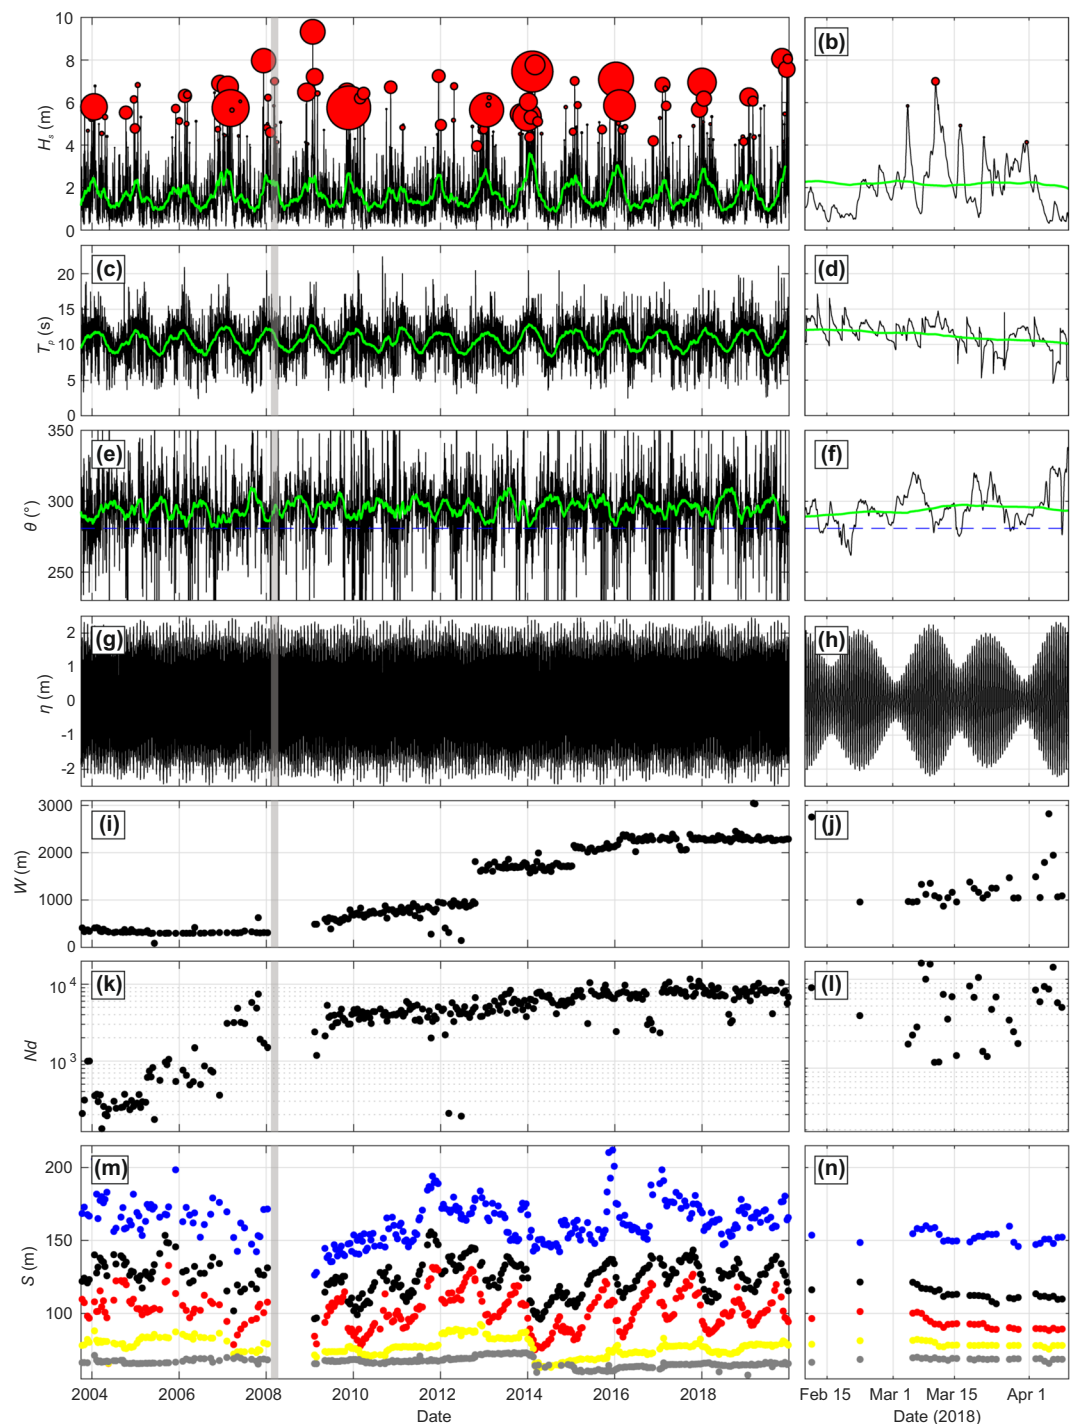 10
8
6
4
2
0
H_s (m)
(b)
(c)
20
15
10
5
0
T_p (s)
(d)
(e)
350
300
250
θ (°)
(f)
(g)
2
1
0
-1
-2
η (m)
(h)
(i)
3000
2000
1000
0
W (m)
(j)
(k)
10^4
10^3
Nd
(l)
(m)
200
150
100
S (m)
(n)
2004 2006 2008 2010 2012 2014 2016 2018
Date
Feb 15 Mar 1 Mar 15 Apr 1
Date (2018)